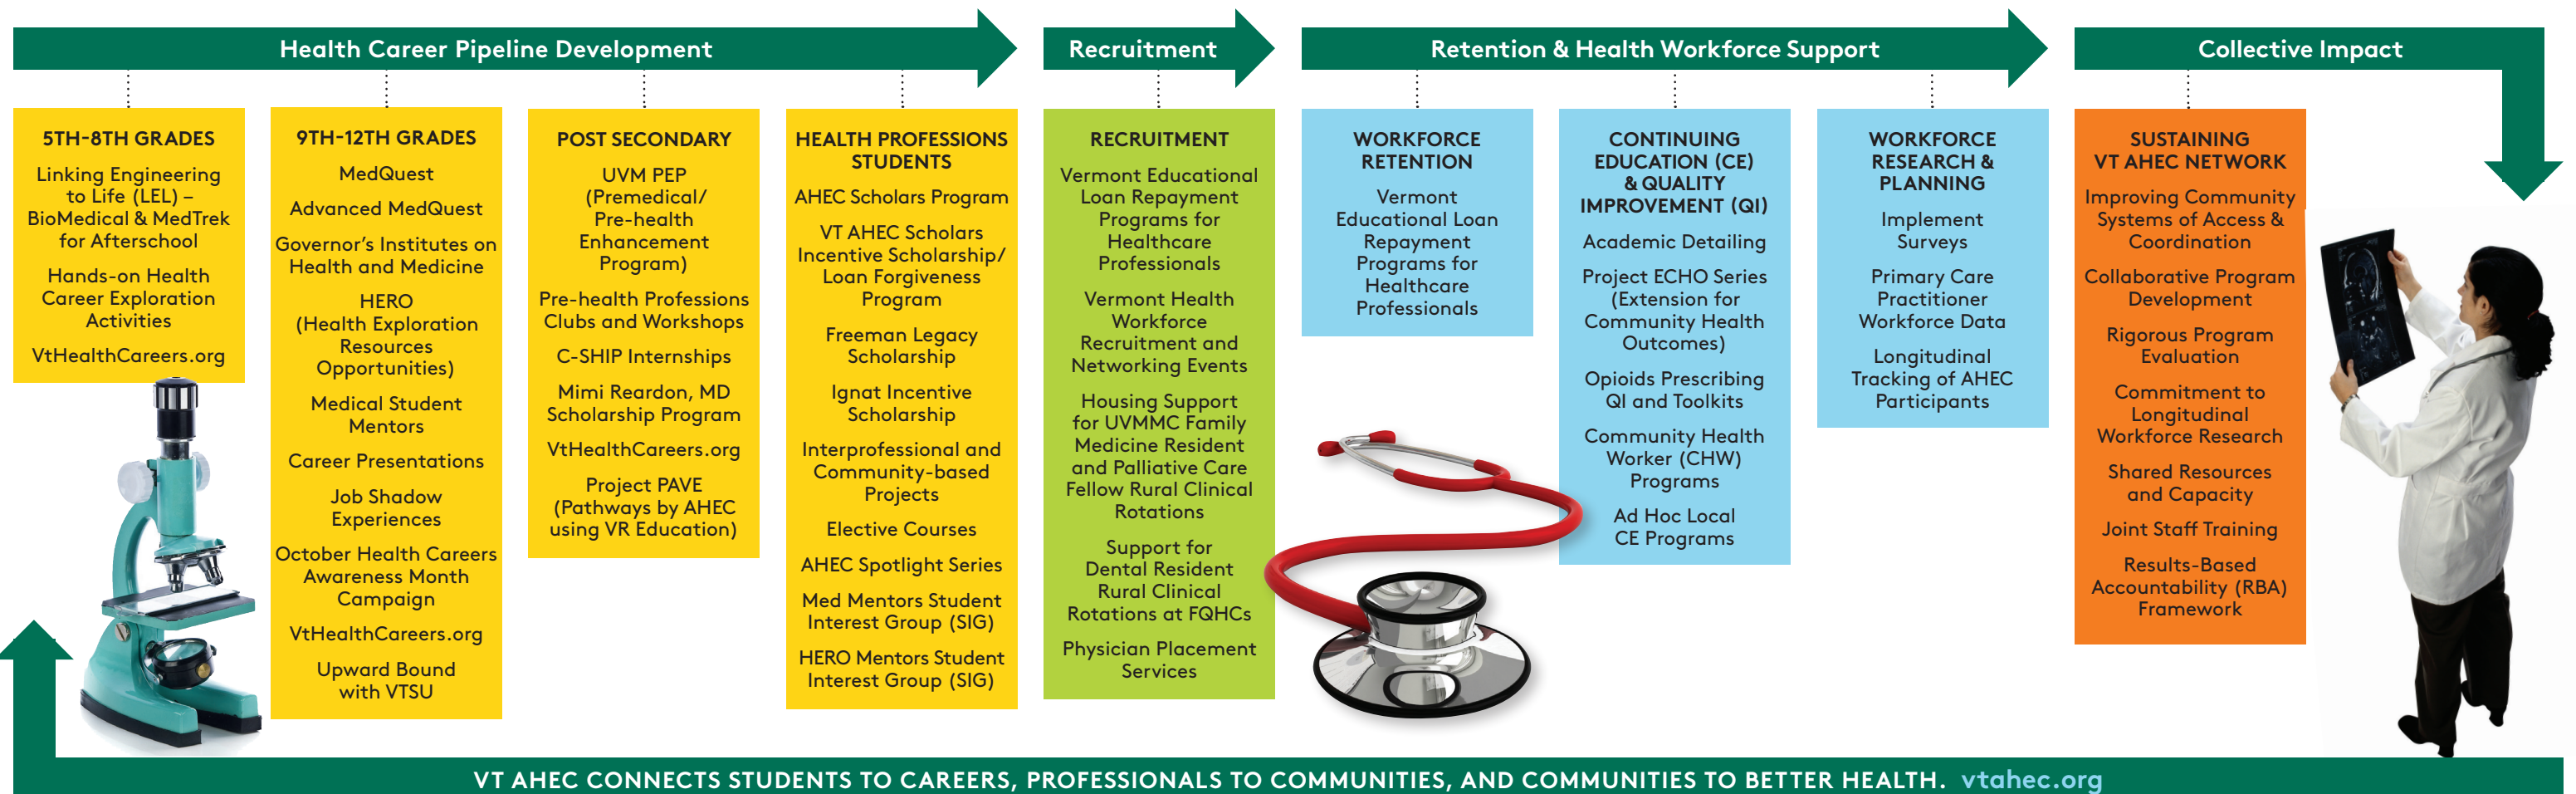 Health Career Pipeline Development
Recruitment
Retention & Health Workforce Support
Collective Impact
5TH-8TH GRADES
Linking Engineering
to Life (LEL) –
BioMedical & MedTrek
for Afterschool
Hands-on Health
Career Exploration
Activities
VtHealthCareers.org
9TH-12TH GRADES
MedQuest
Advanced MedQuest
Governor's Institutes on
Health and Medicine
HERO
(Health Exploration
Resources
Opportunities)
Medical Student
Mentors
Career Presentations
Job Shadow
Experiences
October Health Careers
Awareness Month
Campaign
VtHealthCareers.org
Upward Bound
with VTSU
POST SECONDARY
UVM PEP
(Premedical/
Pre-health
Enhancement
Program)
Pre-health Professions
Clubs and Workshops
C-SHIP Internships
Mimi Reardon, MD
Scholarship Program
VtHealthCareers.org
Project PAVE
(Pathways by AHEC
using VR Education)
HEALTH PROFESSIONS
STUDENTS
AHEC Scholars Program
VT AHEC Scholars
Incentive Scholarship/
Loan Forgiveness
Program
Freeman Legacy
Scholarship
Ignat Incentive
Scholarship
Interprofessional and
Community-based
Projects
Elective Courses
AHEC Spotlight Series
Med Mentors Student
Interest Group (SIG)
HERO Mentors Student
Interest Group (SIG)
RECRUITMENT
Vermont Educational
Loan Repayment
Programs for
Healthcare
Professionals
Vermont Health
Workforce
Recruitment and
Networking Events
Housing Support
for UVMMC Family
Medicine Resident
and Palliative Care
Fellow Rural Clinical
Rotations
Support for
Dental Resident
Rural Clinical
Rotations at FQHCs
Physician Placement
Services
WORKFORCE
RETENTION
Vermont
Educational Loan
Repayment
Programs for
Healthcare
Professionals
CONTINUING
EDUCATION (CE)
& QUALITY
IMPROVEMENT (QI)
Academic Detailing
Project ECHO Series
(Extension for
Community Health
Outcomes)
Opioids Prescribing
QI and Toolkits
Community Health
Worker (CHW)
Programs
Ad Hoc Local
CE Programs
WORKFORCE
RESEARCH &
PLANNING
Implement
Surveys
Primary Care
Practitioner
Workforce Data
Longitudinal
Tracking of AHEC
Participants
SUSTAINING
VT AHEC NETWORK
Improving Community
Systems of Access &
Coordination
Collaborative Program
Development
Rigorous Program
Evaluation
Commitment to
Longitudinal
Workforce Research
Shared Resources
and Capacity
Joint Staff Training
Results-Based
Accountability (RBA)
Framework
VT AHEC CONNECTS STUDENTS TO CAREERS, PROFESSIONALS TO COMMUNITIES, AND COMMUNITIES TO BETTER HEALTH. vtahec.org